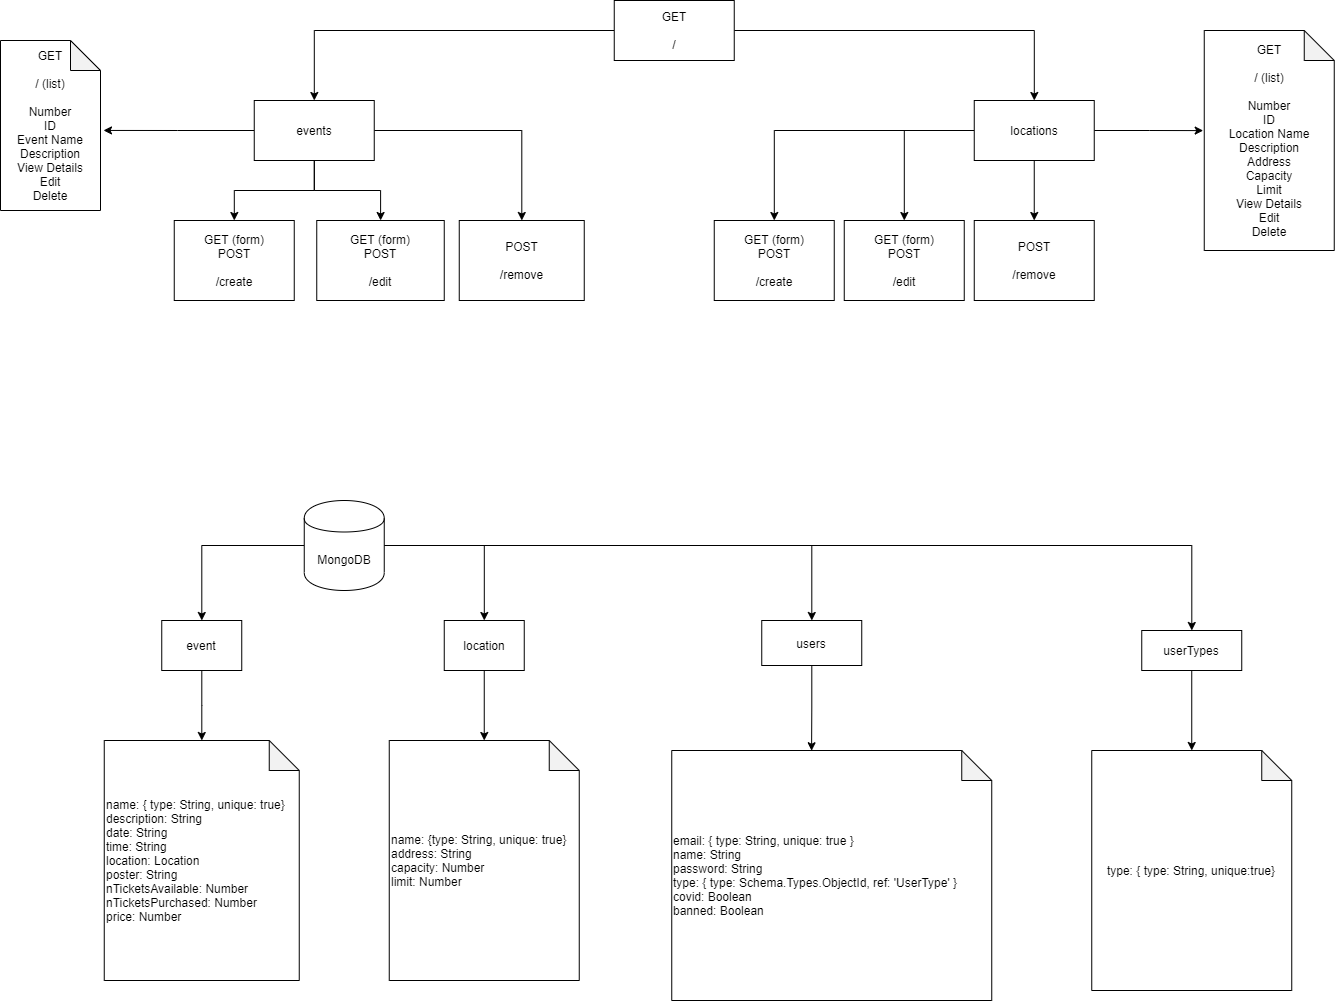 GET
/
GET
/ (list)
Number
ID
Event Name
Description
View Details
Edit
Delete
events
locations
GET
/ (list)
Number
ID
Location Name
Description
Address
Capacity
Limit
View Details
Edit
Delete
GET (form)
POST
/create
GET (form)
POST
/edit
POST
/remove
GET (form)
POST
/create
GET (form)
POST
/edit
POST
/remove
MongoDB
event
location
users
userTypes
name: { type: String, unique: true}
description: String
date: String
time: String
location: Location
poster: String
nTicketsAvailable: Number
nTicketsPurchased: Number
price: Number
name: {type: String, unique: true}
address: String
capacity: Number
limit: Number
email: { type: String, unique: true }
name: String
password: String
type: { type: Schema.Types.ObjectId, ref: 'UserType' }
covid: Boolean
banned: Boolean
type: { type: String, unique:true}